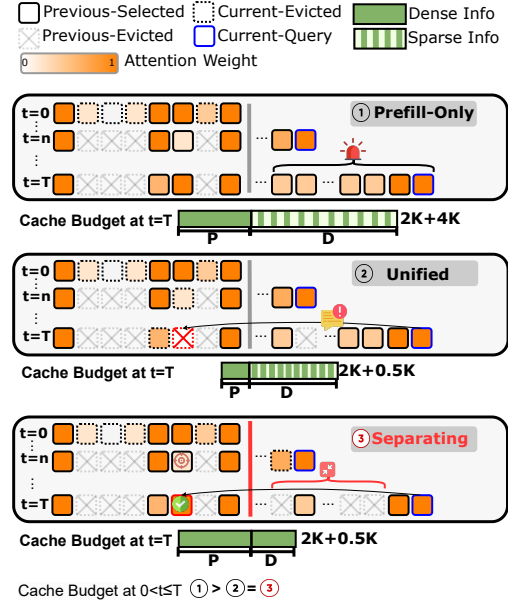 Previous-Selected Current-Evicted Dense Info
Previous-Evicted Current-Query Sparse Info
0 1 Attention Weight
t=0
⋮
t=n
⋮
t=T
① Prefill-Only
...
...
...
Cache Budget at t=T 2K+4K
P D
t=0
⋮
t=n
⋮
t=T
② Unified
...
...
...
Cache Budget at t=T 2K+0.5K
P D
t=0
⋮
t=n
⋮
t=T
③ Separating
...
...
...
Cache Budget at t=T 2K+0.5K
P D
Cache Budget at 0<t≤T ① > ② = ③